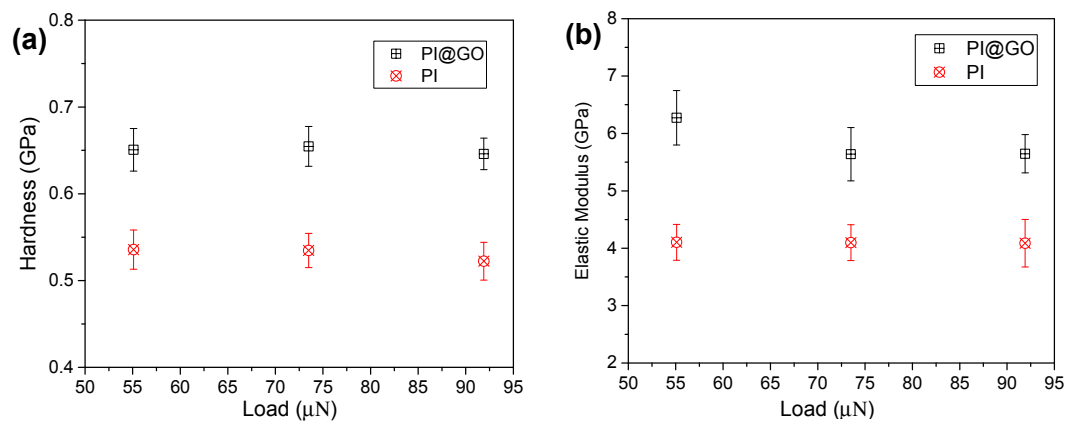 (a)
0.8
0.7
0.6
0.5
0.4
Hardness (GPa)
PI@GO
PI
50 55 60 65 70 75 80 85 90 95
Load (μN)
(b)
8
7
6
5
4
3
2
Elastic Modulus (GPa)
PI@GO
PI
50 55 60 65 70 75 80 85 90 95
Load (μN)